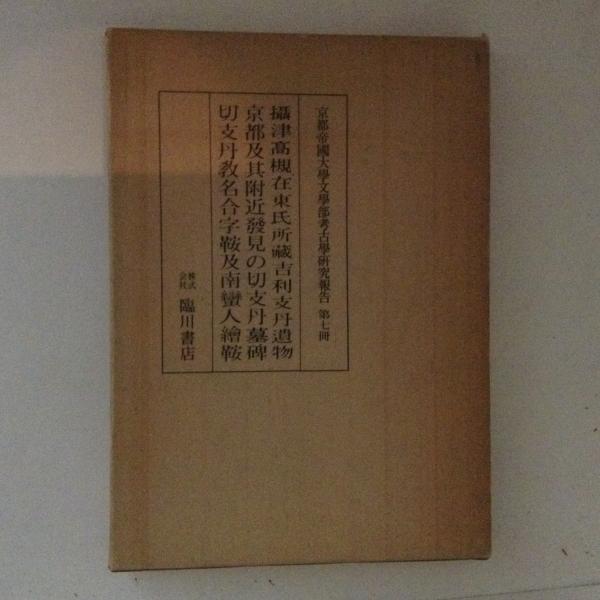 京都帝國大學文學部考古學研究報告 第七冊
攝津髙槻在東氏所藏吉利支丹遺物
京都及其附近發見の切支丹墓碑
切支丹教名合字鞍及南蠻人繪鞍
株式会社 臨川書店